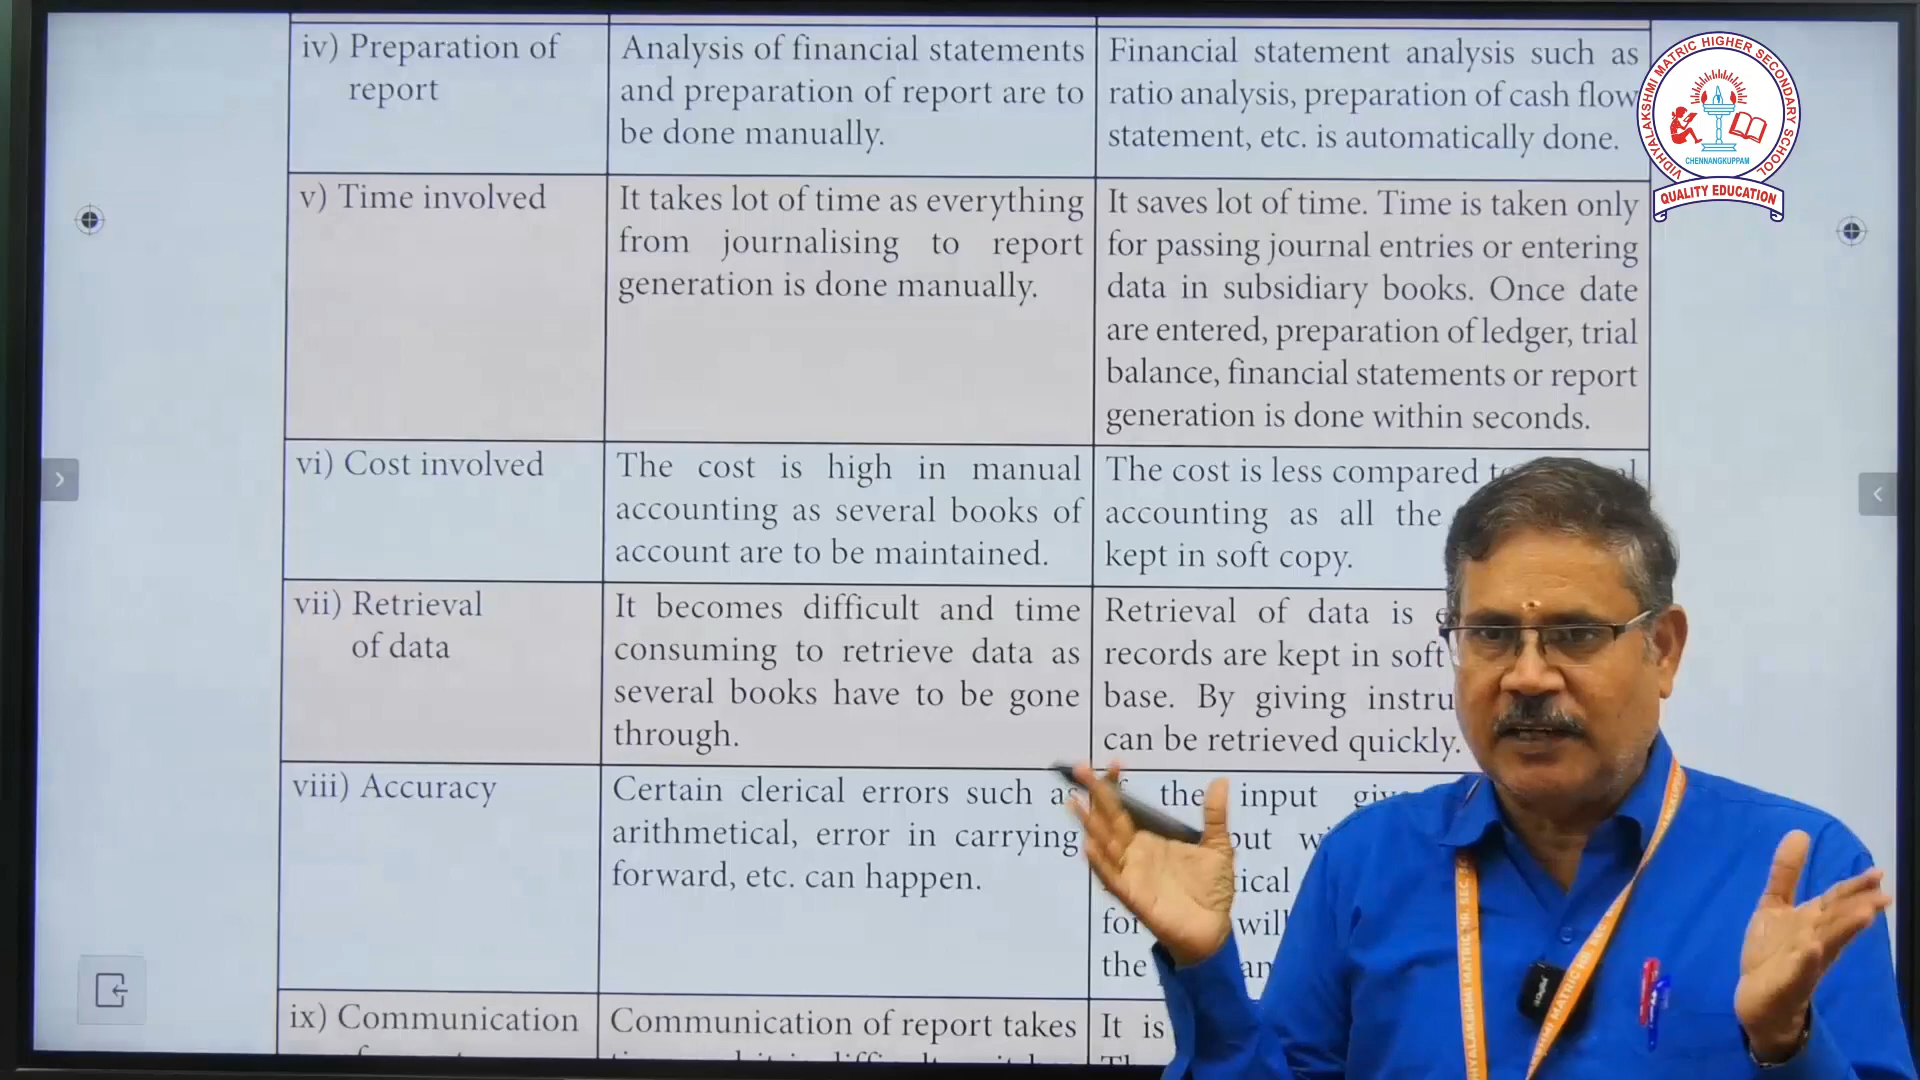 iv) Preparation of
report
Analysis of financial statements
and preparation of report are to
be done manually.
Financial statement analysis such as
ratio analysis, preparation of cash flow
statement, etc. is automatically done.
v) Time involved
It takes lot of time as everything
from journalising to report
generation is done manually.
It saves lot of time. Time is taken only
for passing journal entries or entering
data in subsidiary books. Once date
are entered, preparation of ledger, trial
balance, financial statements or report
generation is done within seconds.
vi) Cost involved
The cost is high in manual
accounting as several books of
account are to be maintained.
The cost is less compared
accounting as all the
kept in soft copy.
vii) Retrieval
of data
It becomes difficult and time
consuming to retrieve data as
several books have to be gone
through.
Retrieval of data is
records are kept in soft
base. By giving
can be retrieved quickly.
viii) Accuracy
Certain clerical errors such as
arithmetical, error in carrying
forward, etc. can happen.
the input
the
ix) Communication
Communication of report takes
It is
VIDHYALAKSHMI MATRIC HIGHER SECONDARY SCHOOL
CHENNANGKUPPAM
QUALITY EDUCATION